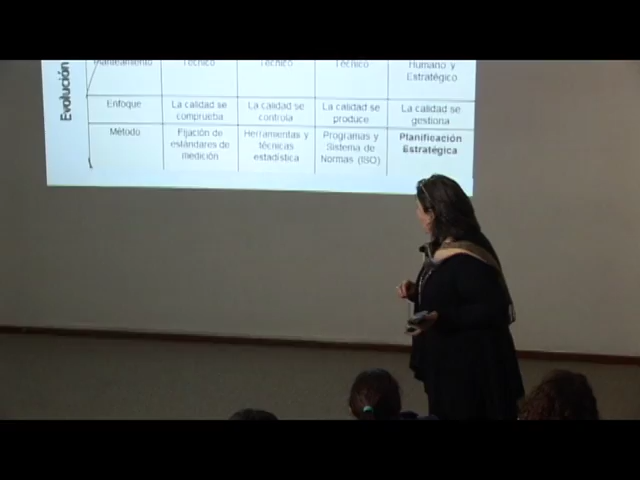 Evolución
Planteamiento Técnico Técnico Técnico Humano y
Estratégico
Enfoque La calidad se La calidad se La calidad se La calidad se
comprueba controla produce gestiona
Método Fijación de Herramientas y Programas y Planificación
estándares de técnicas Sistema de Estratégica
medición estadística Normas (ISO)